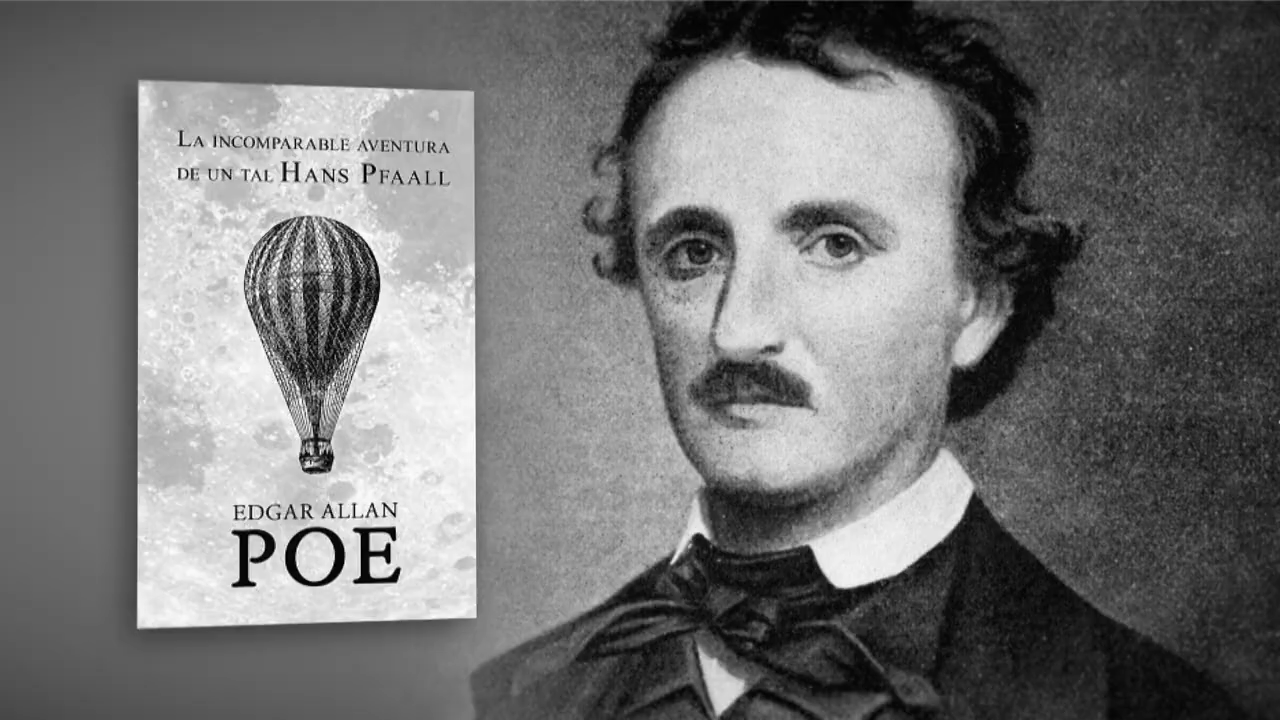 LA INCOMPARABLE AVENTURA
DE UN TAL HANS PFAALL
EDGAR ALLAN
POE